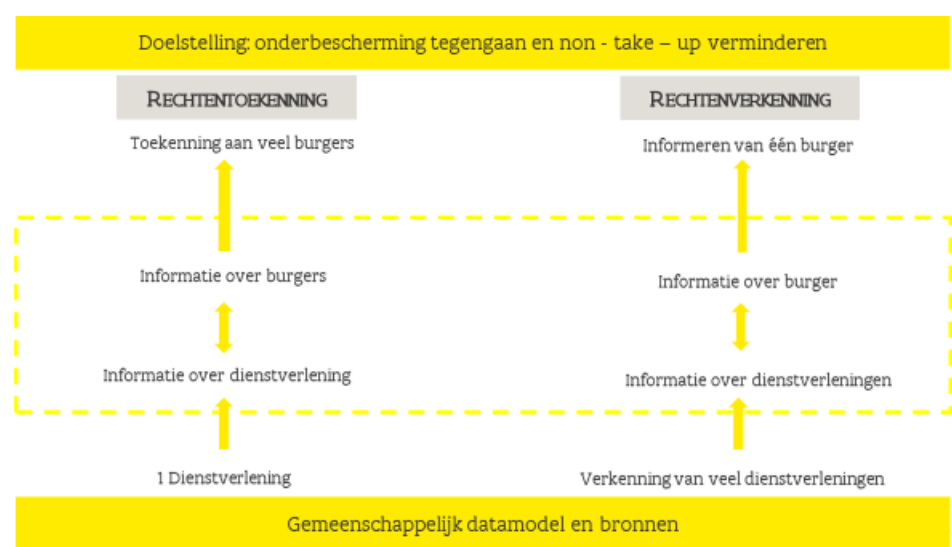 Doelstelling: onderbescherming tegengaan en non - take – up verminderen
RECHTENTOEKENNING
Toekenning aan veel burgers
Informatie over burgers
Informatie over dienstverlening
1 Dienstverlening
RECHTENVERKENNING
Informeren van één burger
Informatie over burger
Informatie over dienstverleningen
Verkenning van veel dienstverleningen
Gemeenschappelijk datamodel en bronnen